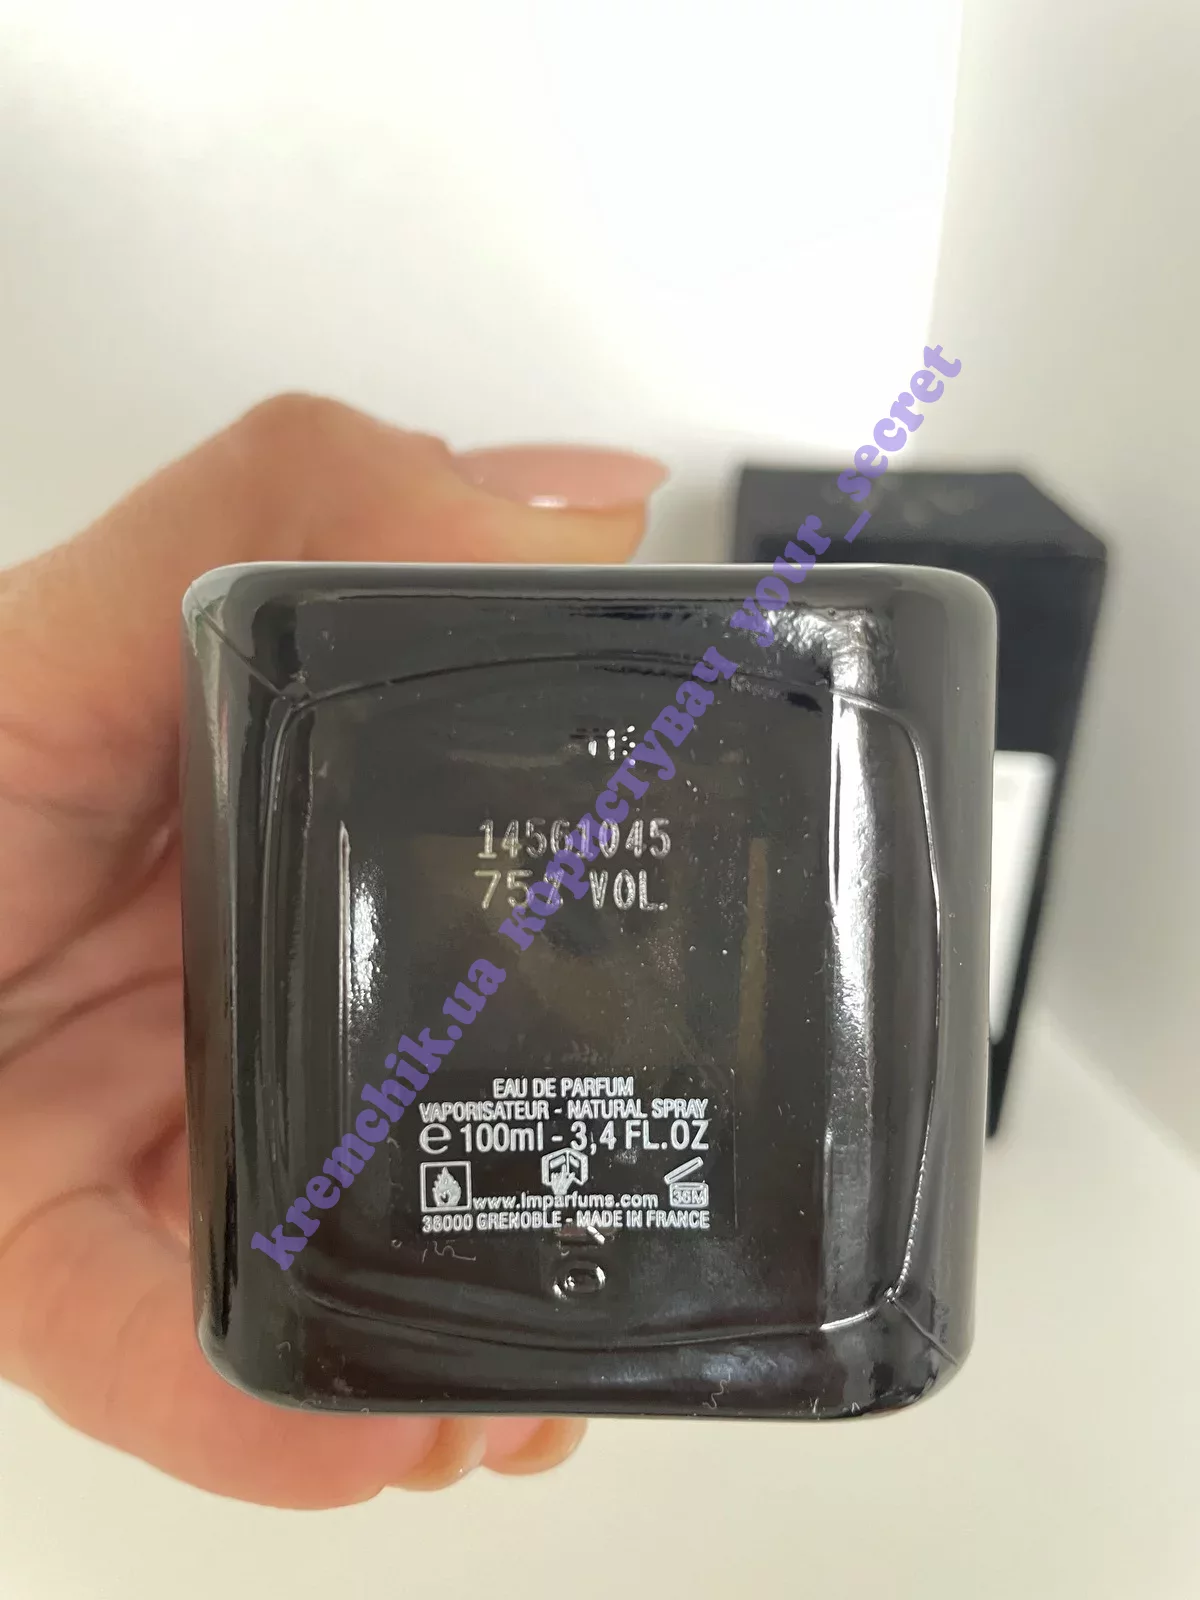 14561045
75% VOL.
EAU DE PARFUM
VAPORISATEUR - NATURAL SPRAY
e 100ml - 3,4 FL.OZ
36M
www.lmparfums.com
38000 GRENOBLE - MADE IN FRANCE
kremchik.ua користувач your_secret